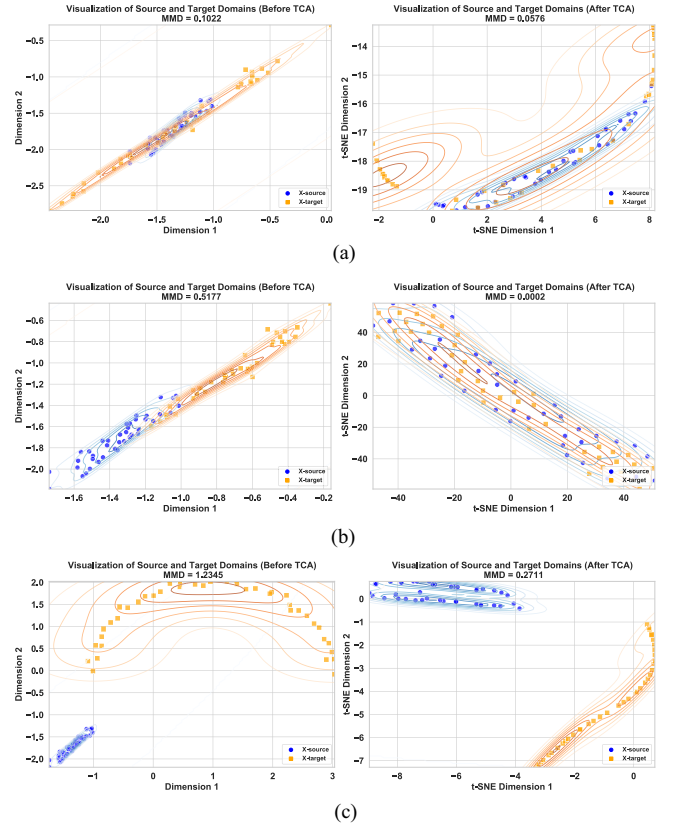 Visualization of Source and Target Domains (Before TCA)
MMD = 0.1022
Dimension 2
−0.5
−1.0
−1.5
−2.0
−2.5
−2.0
−1.5
−1.0
−0.5
0.0
Dimension 1
X-source
X-target
Visualization of Source and Target Domains (After TCA)
MMD = 0.0576
t-SNE Dimension 2
−14
−15
−16
−17
−18
−19
−2
0
2
4
6
8
t-SNE Dimension 1
X-source
X-target
(a)
Visualization of Source and Target Domains (Before TCA)
MMD = 0.5177
Dimension 2
−0.6
−0.8
−1.0
−1.2
−1.4
−1.6
−1.8
−2.0
−1.6
−1.4
−1.2
−1.0
−0.8
−0.6
−0.4
−0.2
Dimension 1
X-source
X-target
Visualization of Source and Target Domains (After TCA)
MMD = 0.0002
t-SNE Dimension 2
40
20
0
−20
−40
−40
−20
0
20
40
t-SNE Dimension 1
X-source
X-target
(b)
Visualization of Source and Target Domains (Before TCA)
MMD = 1.2345
Dimension 2
2.0
1.5
1.0
0.5
0.0
−0.5
−1.0
−1.5
−2.0
−1
0
1
2
3
Dimension 1
X-source
X-target
Visualization of Source and Target Domains (After TCA)
MMD = 0.2711
t-SNE Dimension 2
0
−1
−2
−3
−4
−5
−6
−7
−8
−6
−4
−2
0
t-SNE Dimension 1
X-source
X-target
(c)